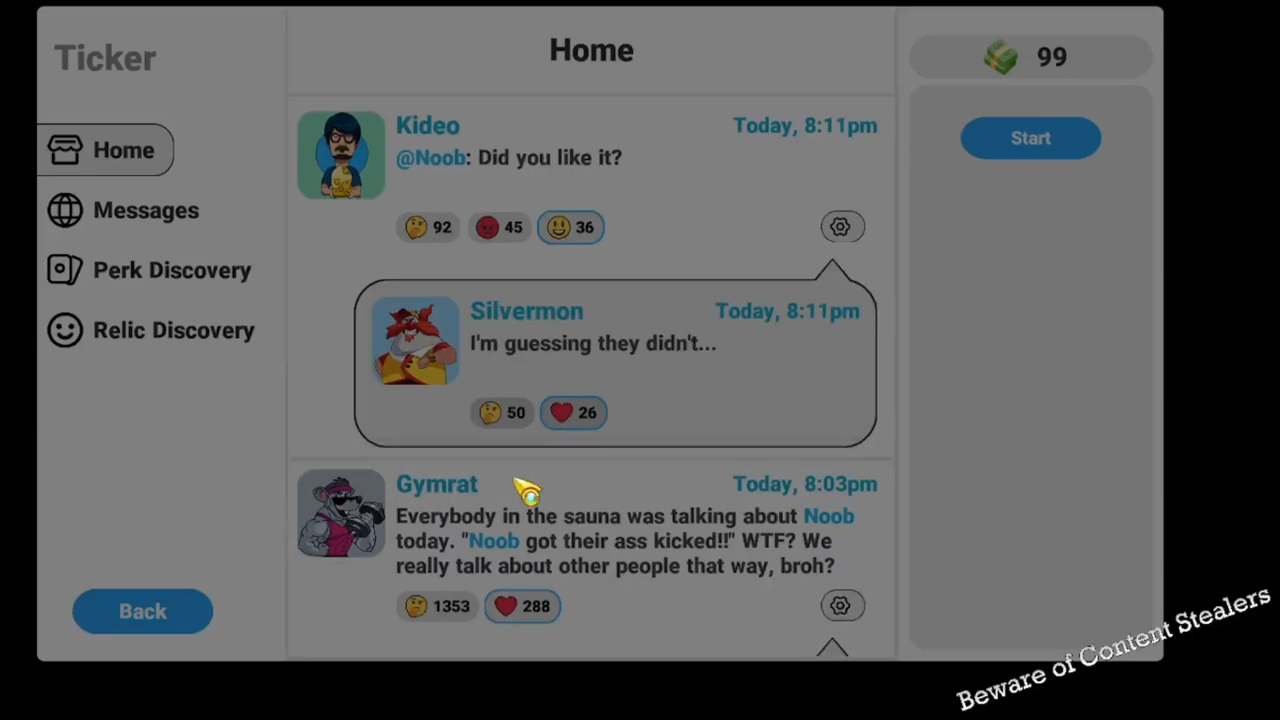 Ticker
Home
Messages
Perk Discovery
Relic Discovery
Back
Home
Kideo
Today, 8:11pm
@Noob: Did you like it?
92 45 36
Silvermon
Today, 8:11pm
I'm guessing they didn't...
50 26
Gymrat
Today, 8:03pm
Everybody in the sauna was talking about Noob
today. "Noob got their ass kicked!!" WTF? We
really talk about other people that way, broh?
1353 288
99
Start
Beware of Content Stealers